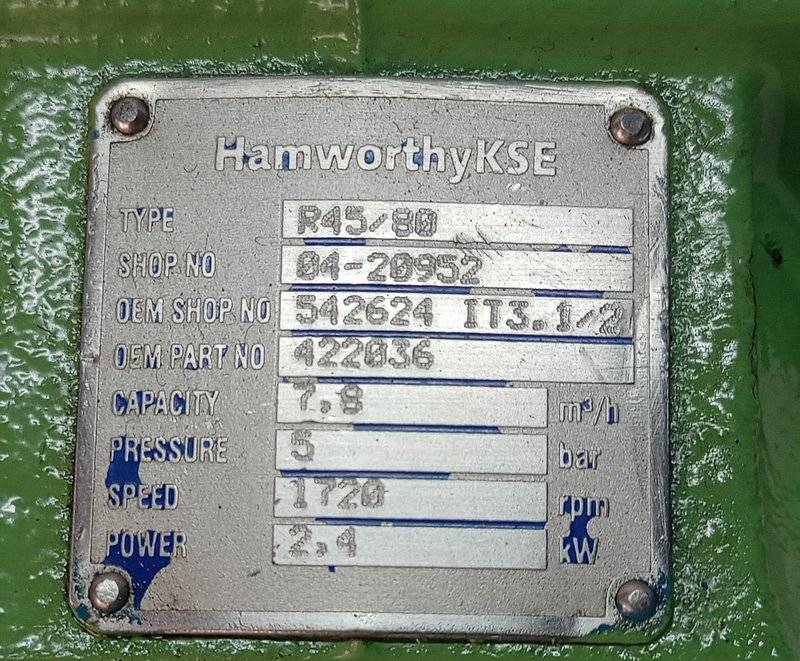 HamworthyKSE
TYPE R45/80
SHOP NO 04-20952
OEM SHOP NO 542624 IT3.1/2
OEM PART NO 422036
CAPACITY 7,8 m³/h
PRESSURE 5 bar
SPEED 1720 rpm
POWER 2,4 kW